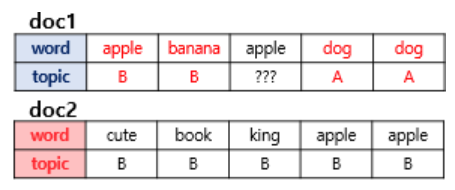 doc1
word apple banana apple dog dog
topic B B ??? A A
doc2
word cute book king apple apple
topic B B B B B